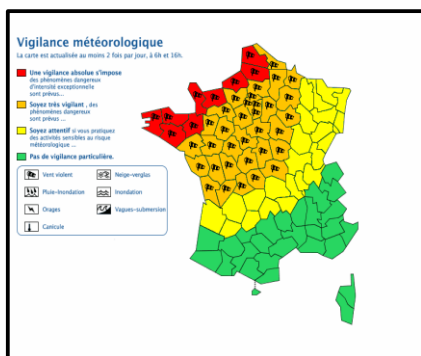 Vigilance météorologique
La carte est actualisée au moins 2 fois par jour, à 6h et 16h.
Une vigilance absolue s'impose
des phénomènes dangereux
d'intensité exceptionnelle
sont prévus...
Soyez très vigilant , des
phénomènes dangereux
sont prévus ...
Soyez attentif si vous pratiquez
des activités sensibles au risque
météorologique ...
Pas de vigilance particulière.
Vent violent
Neige-verglas
Pluie-Inondation
Inondation
Orages
Vagues-submersion
Canicule